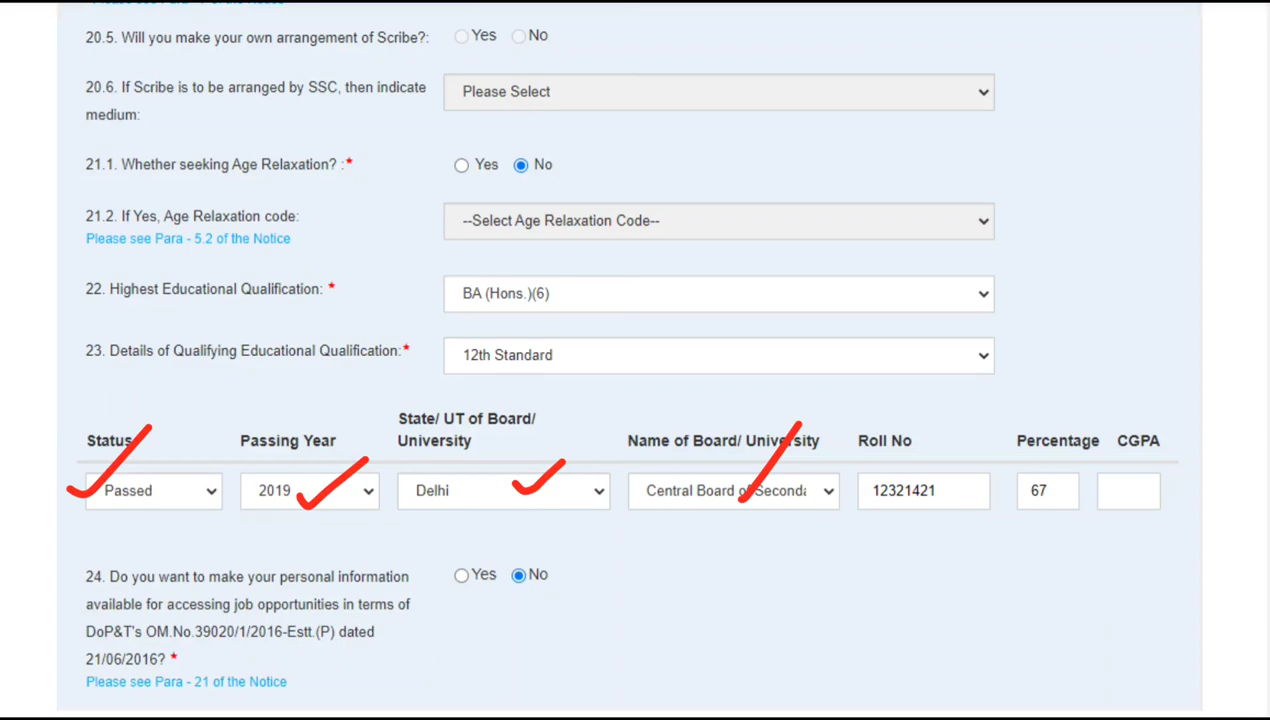 20.5. Will you make your own arrangement of Scribe?: Yes No
20.6. If Scribe is to be arranged by SSC, then indicate
medium:
Please Select
21.1. Whether seeking Age Relaxation? :* Yes No
21.2. If Yes, Age Relaxation code:
--Select Age Relaxation Code--
Please see Para - 5.2 of the Notice
22. Highest Educational Qualification: *
BA (Hons.)(6)
23. Details of Qualifying Educational Qualification:*
12th Standard
Status
Passing Year
State/ UT of Board/
University
Name of Board/ University
Roll No
Percentage
CGPA
Passed
2019
Delhi
Central Board of Seconda
12321421
67
24. Do you want to make your personal information
available for accessing job opportunities in terms of
DoP&T's OM.No.39020/1/2016-Estt.(P) dated
21/06/2016? *
Yes No
Please see Para - 21 of the Notice